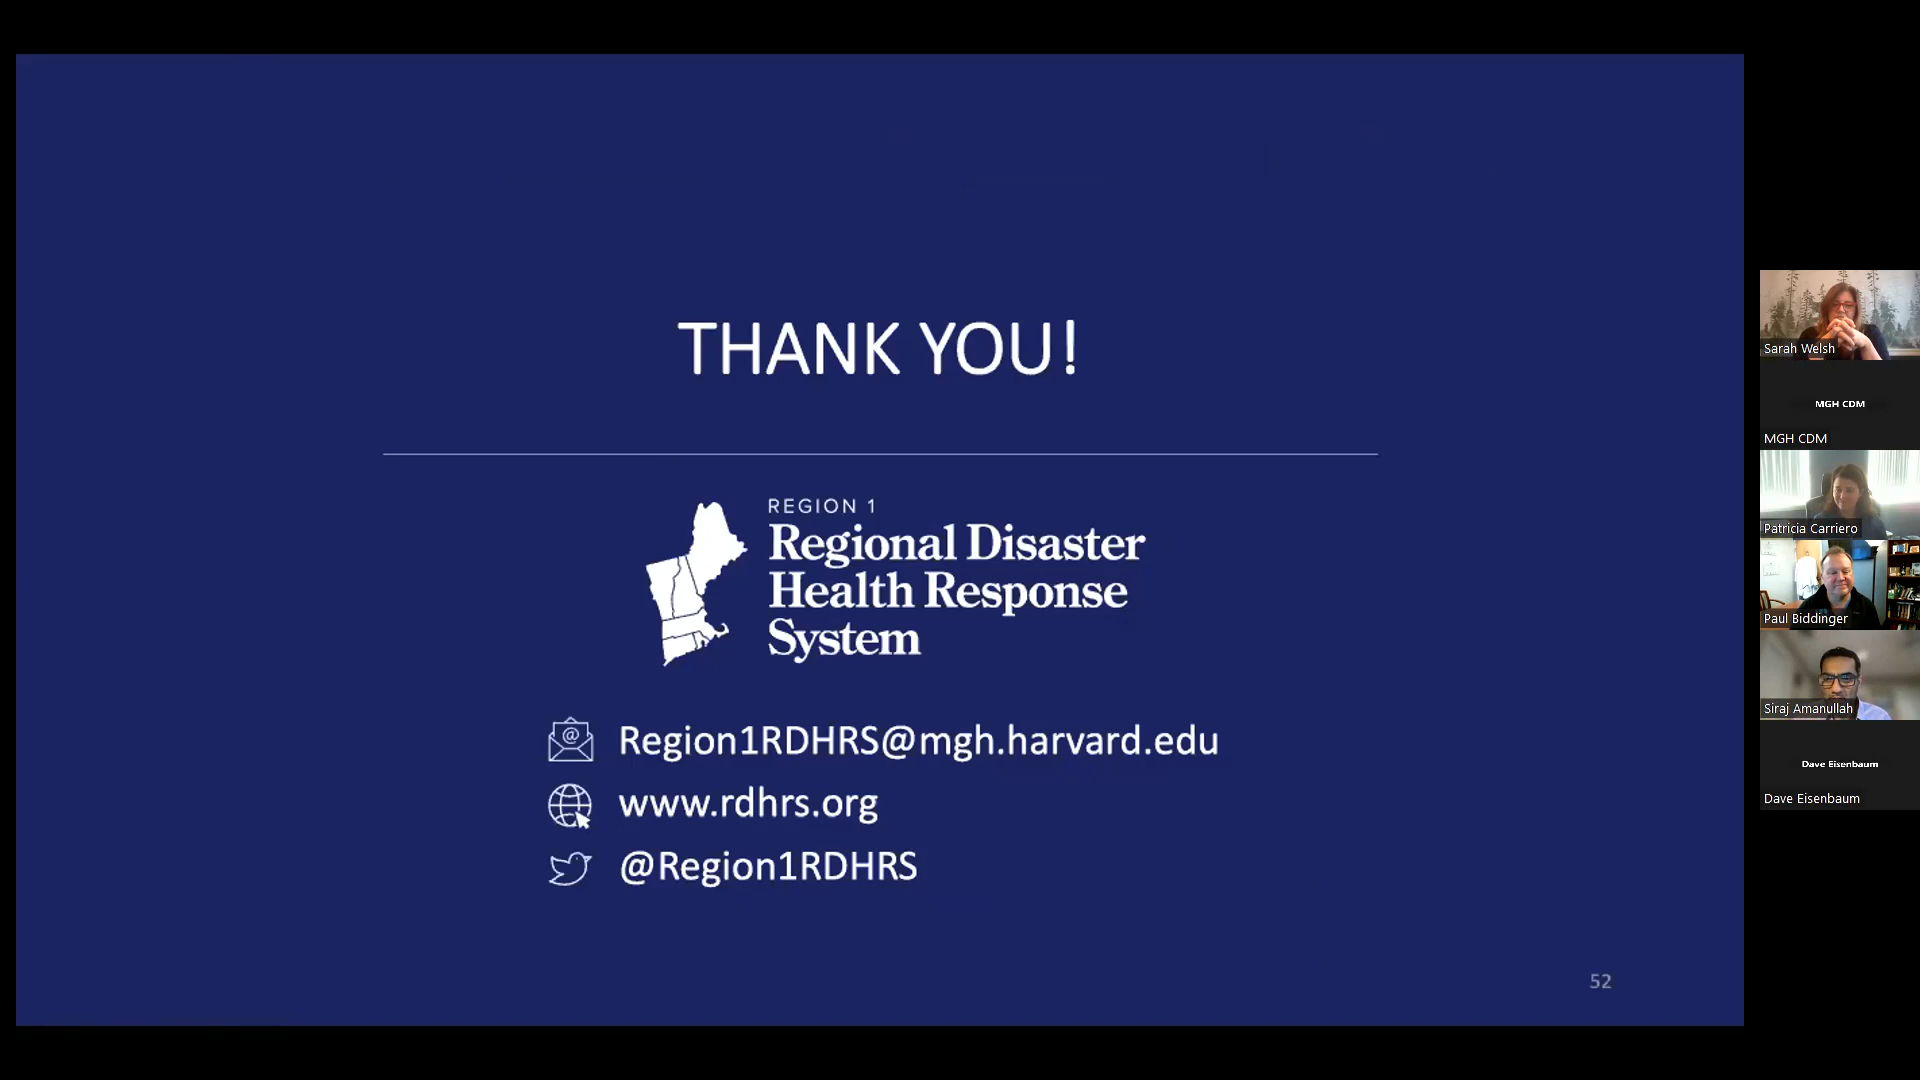 THANK YOU!
REGION 1
Regional Disaster
Health Response
System
Region1RDHRS@mgh.harvard.edu
www.rdhrs.org
@Region1RDHRS
52
Sarah Welsh
MGH CDM
MGH CDM
Patricia Carriero
Paul Biddinger
Siraj Amanullah
Dave Eisenbaum
Dave Eisenbaum